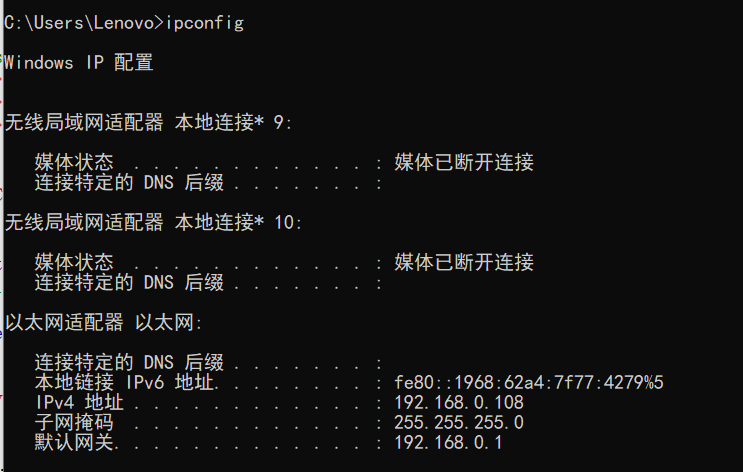 C:\Users\Lenovo>ipconfig
Windows IP 配置
无线局域网适配器 本地连接* 9:
媒体状态 . . . . . . . . . . . . : 媒体已断开连接
连接特定的 DNS 后缀 . . . . . . . :
无线局域网适配器 本地连接* 10:
媒体状态 . . . . . . . . . . . . : 媒体已断开连接
连接特定的 DNS 后缀 . . . . . . . :
以太网适配器 以太网:
连接特定的 DNS 后缀 . . . . . . . :
本地链接 IPv6 地址. . . . . . . . : fe80::1968:62a4:7f77:4279%5
IPv4 地址 . . . . . . . . . . . . : 192.168.0.108
子网掩码 . . . . . . . . . . . . : 255.255.255.0
默认网关. . . . . . . . . . . . . : 192.168.0.1